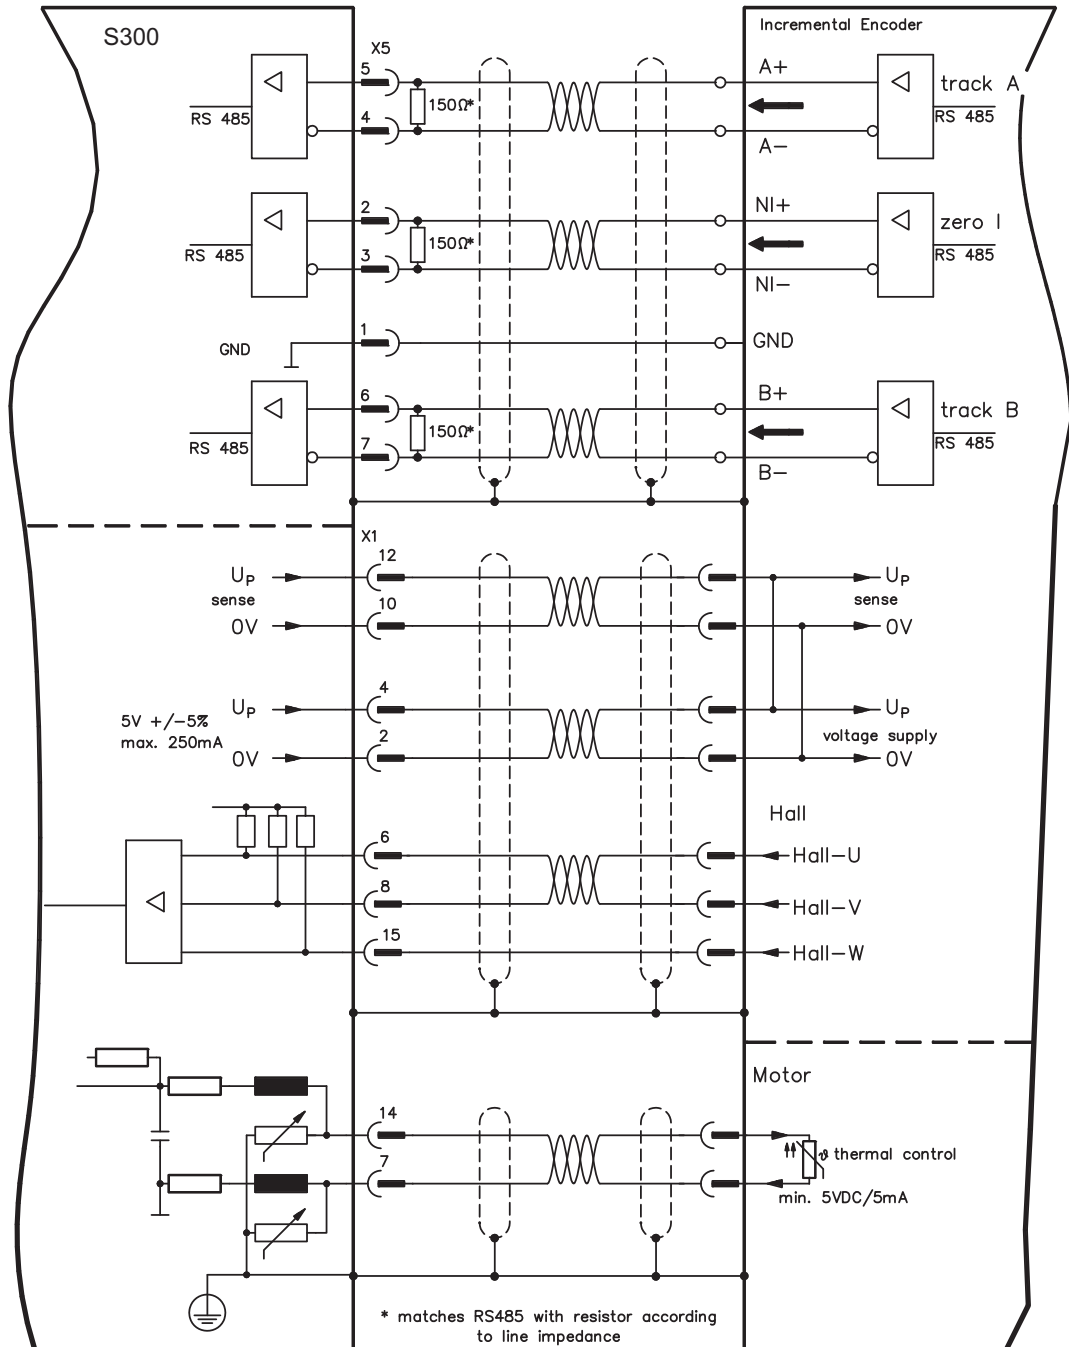 S300
Incremental Encoder
X5
5
A+
track A
150Ω*
RS 485
RS 485
4
A−
2
NI+
zero I
150Ω*
RS 485
RS 485
3
NI−
1
GND
GND
6
B+
track B
150Ω*
RS 485
RS 485
7
B−
X1
12
UP
UP
sense
sense
10
0V
0V
4
UP
UP
5V +/−5%
max. 250mA
voltage supply
2
0V
0V
Hall
6
Hall−U
8
Hall−V
15
Hall−W
Motor
14
ϑ thermal control
7
min. 5VDC/5mA
* matches RS485 with resistor according
to line impedance